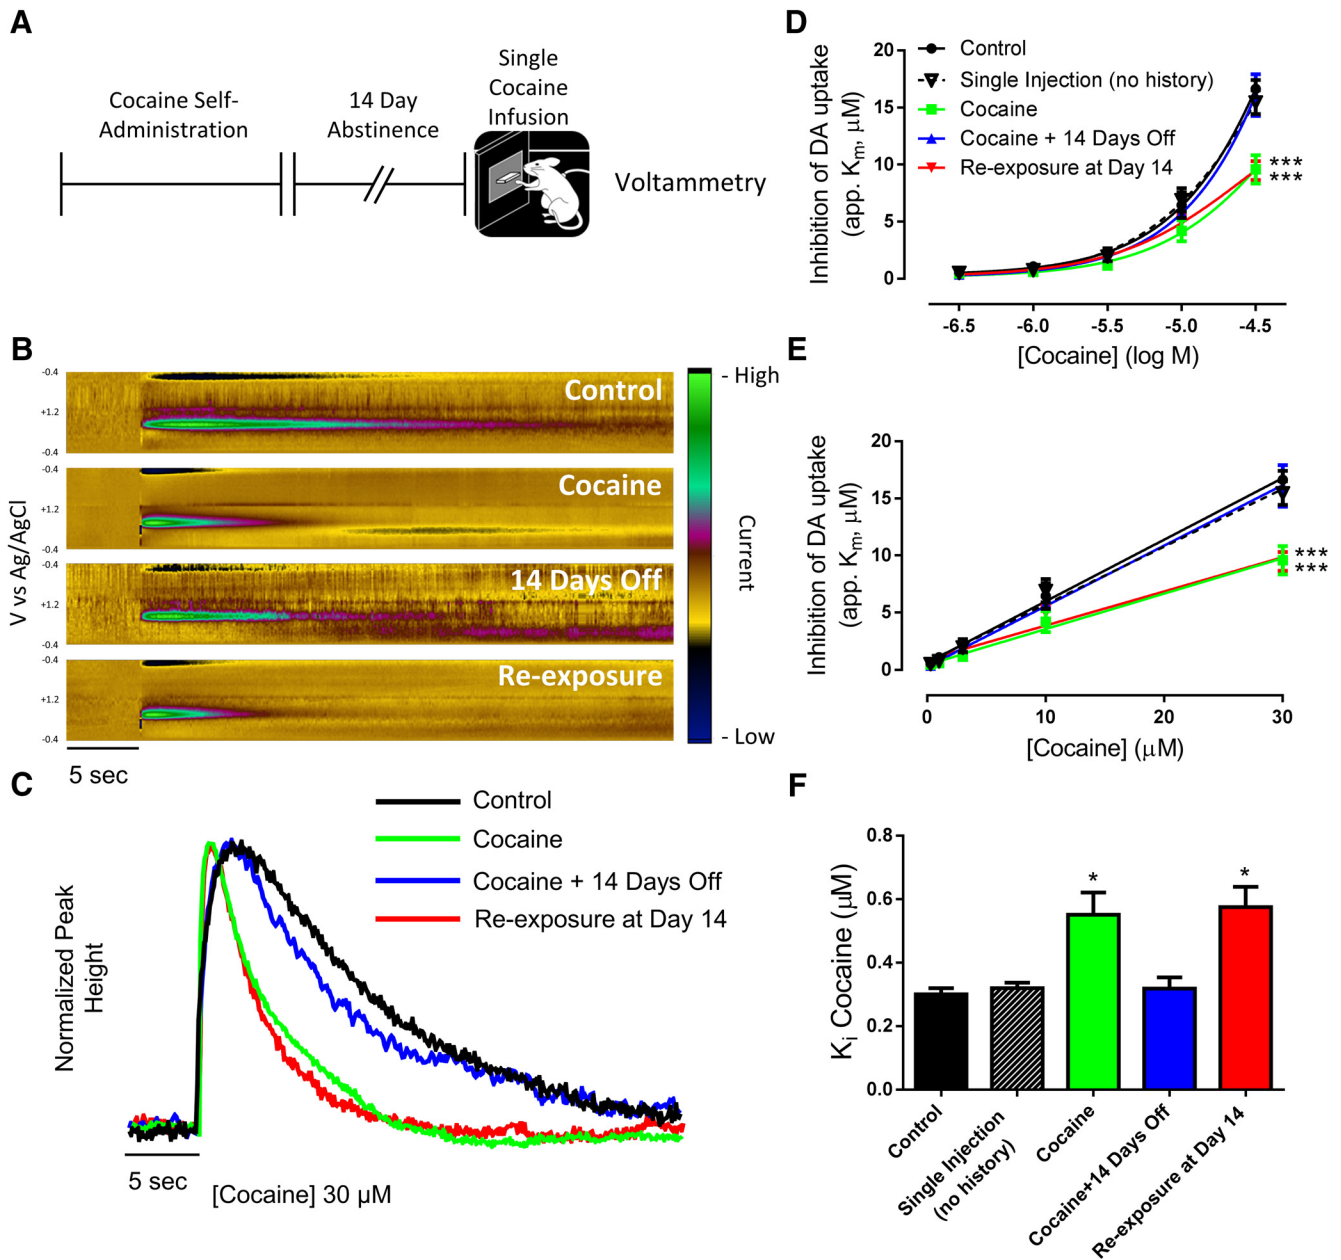 A
Cocaine Self-
Administration
14 Day
Abstinence
Single
Cocaine
Infusion
Voltammetry
B
-0.4
+1.2
-0.4
Control
-0.4
+1.2
-0.4
Cocaine
-0.4
+1.2
-0.4
14 Days Off
-0.4
+1.2
-0.4
Re-exposure
V vs Ag/AgCl
5 sec
- High
Current
- Low
C
Control
Cocaine
Cocaine + 14 Days Off
Re-exposure at Day 14
Normalized Peak
Height
5 sec
[Cocaine] 30 µM
D
Control
Single Injection (no history)
Cocaine
Cocaine + 14 Days Off
Re-exposure at Day 14
Inhibition of DA uptake
(app. Km, µM)
20
15
10
5
0
***
***
-6.5 -6.0 -5.5 -5.0 -4.5
[Cocaine] (log M)
E
Inhibition of DA uptake
(app. Km, µM)
20
15
10
5
0
***
***
0 10 20 30
[Cocaine] (µM)
F
Ki Cocaine (µM)
0.8
0.6
0.4
0.2
0.0
*
*
Control
Single Injection
(no history)
Cocaine
Cocaine+14 Days Off
Re-exposure at Day 14